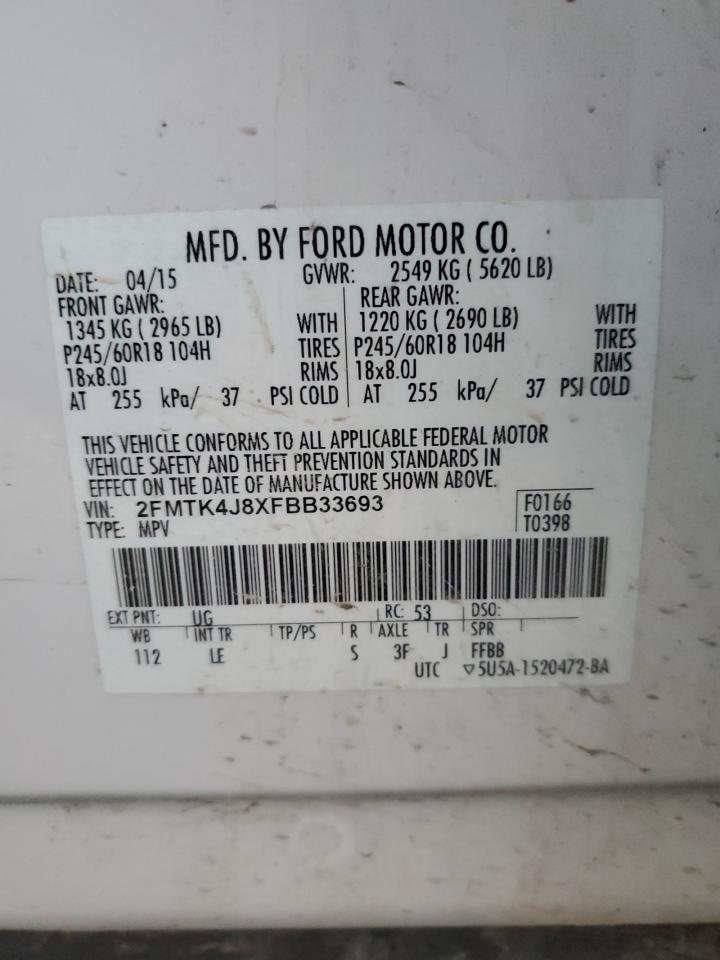 MFD. BY FORD MOTOR CO.
DATE: 04/15 GVWR: 2549 KG ( 5620 LB)
FRONT GAWR: REAR GAWR:
1345 KG ( 2965 LB) WITH 1220 KG ( 2690 LB) WITH
P245/60R18 104H TIRES P245/60R18 104H TIRES
18x8.0J RIMS 18x8.0J RIMS
AT 255 kPa/ 37 PSI COLD AT 255 kPa/ 37 PSI COLD
THIS VEHICLE CONFORMS TO ALL APPLICABLE FEDERAL MOTOR
VEHICLE SAFETY AND THEFT PREVENTION STANDARDS IN
EFFECT ON THE DATE OF MANUFACTURE SHOWN ABOVE.
VIN: 2FMTK4J8XFBB33693 F0166
TYPE: MPV T0398
EXT PNT: UG RC: 53 DSO:
WB INT TR TP/PS R AXLE TR SPR
112 LE S 3F J FFBB
UTC ▽5U5A-1520472-BA